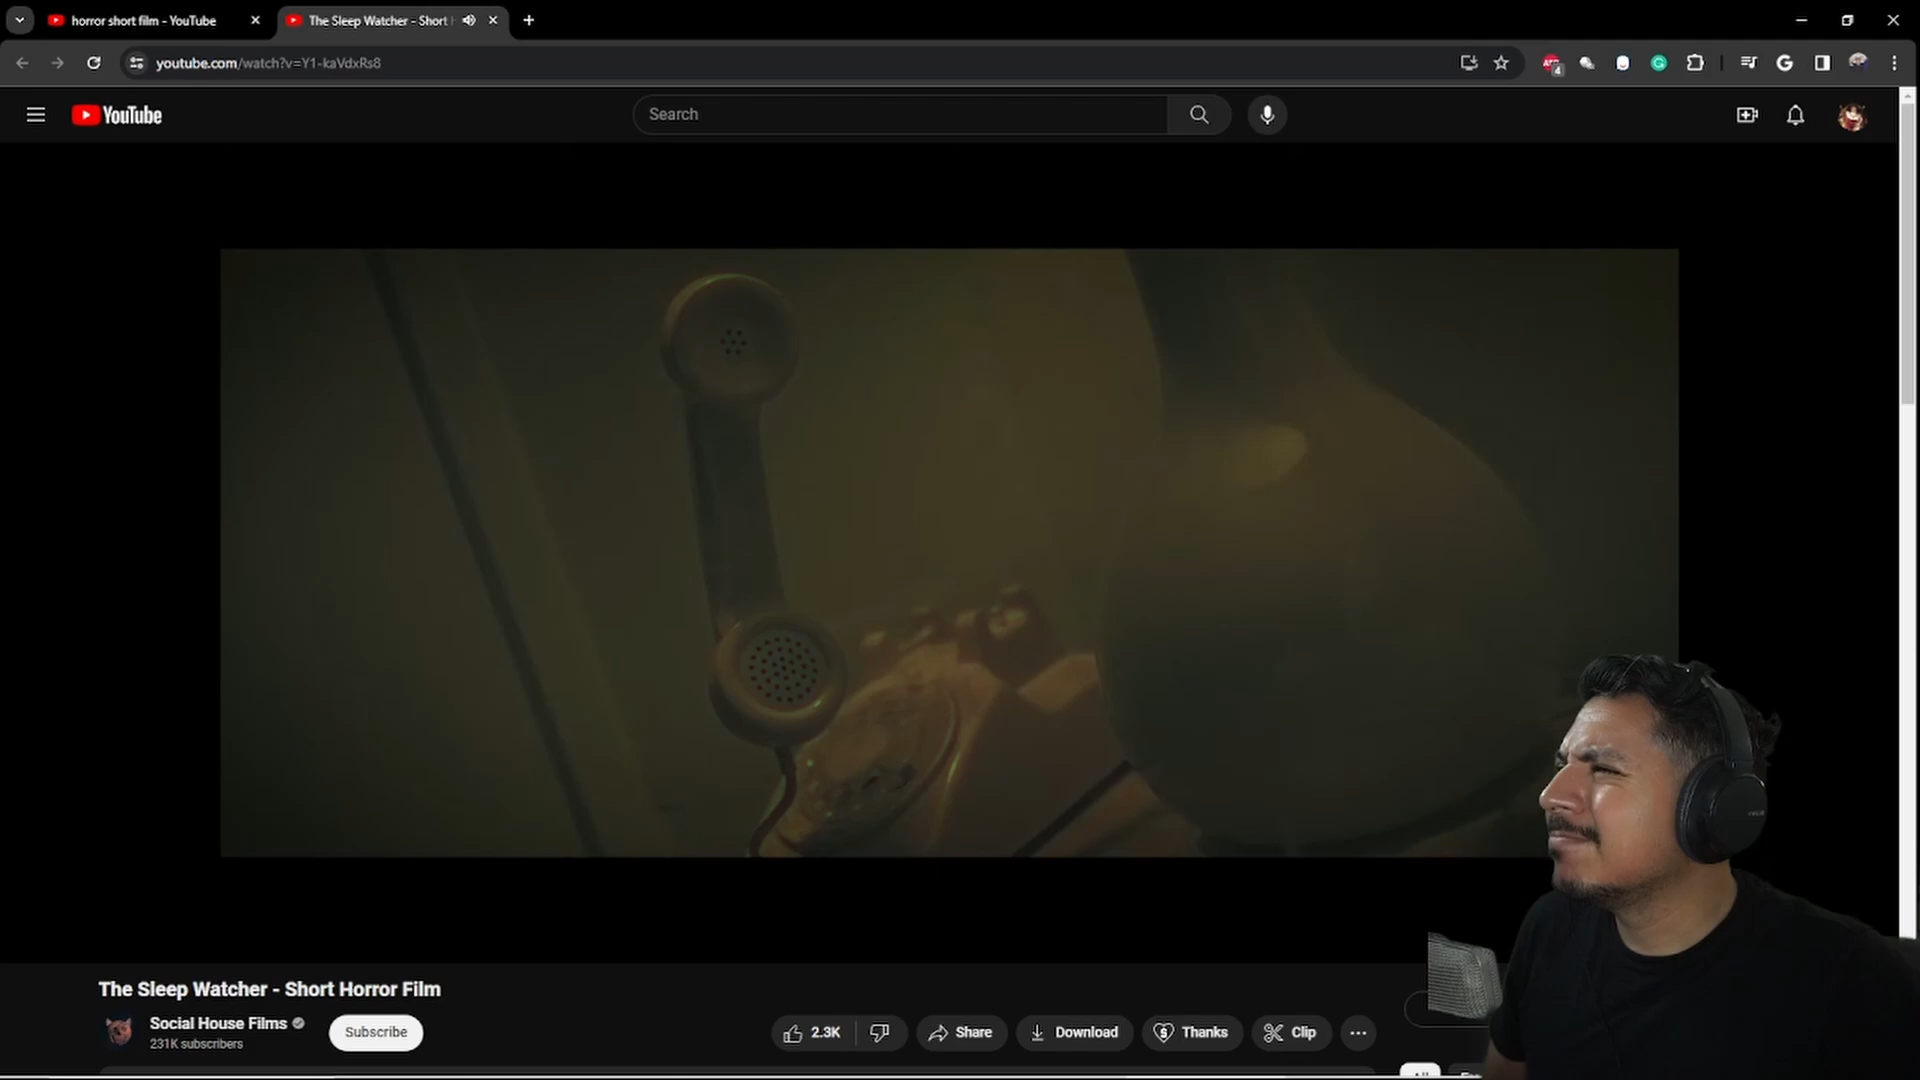 horror short film - YouTube
The Sleep Watcher - Short
youtube.com/watch?v=Y1-kaVdxRs8
4
YouTube
Search
The Sleep Watcher - Short Horror Film
Social House Films
231K subscribers
Subscribe
2.3K
Share
Download
Thanks
Clip